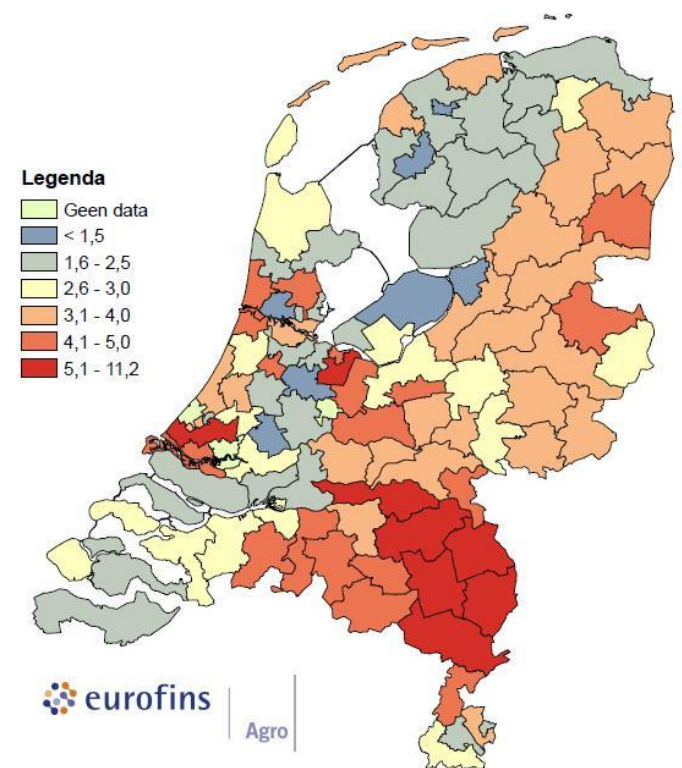 Legenda
Geen data
< 1,5
1,6 - 2,5
2,6 - 3,0
3,1 - 4,0
4,1 - 5,0
5,1 - 11,2
eurofins
Agro